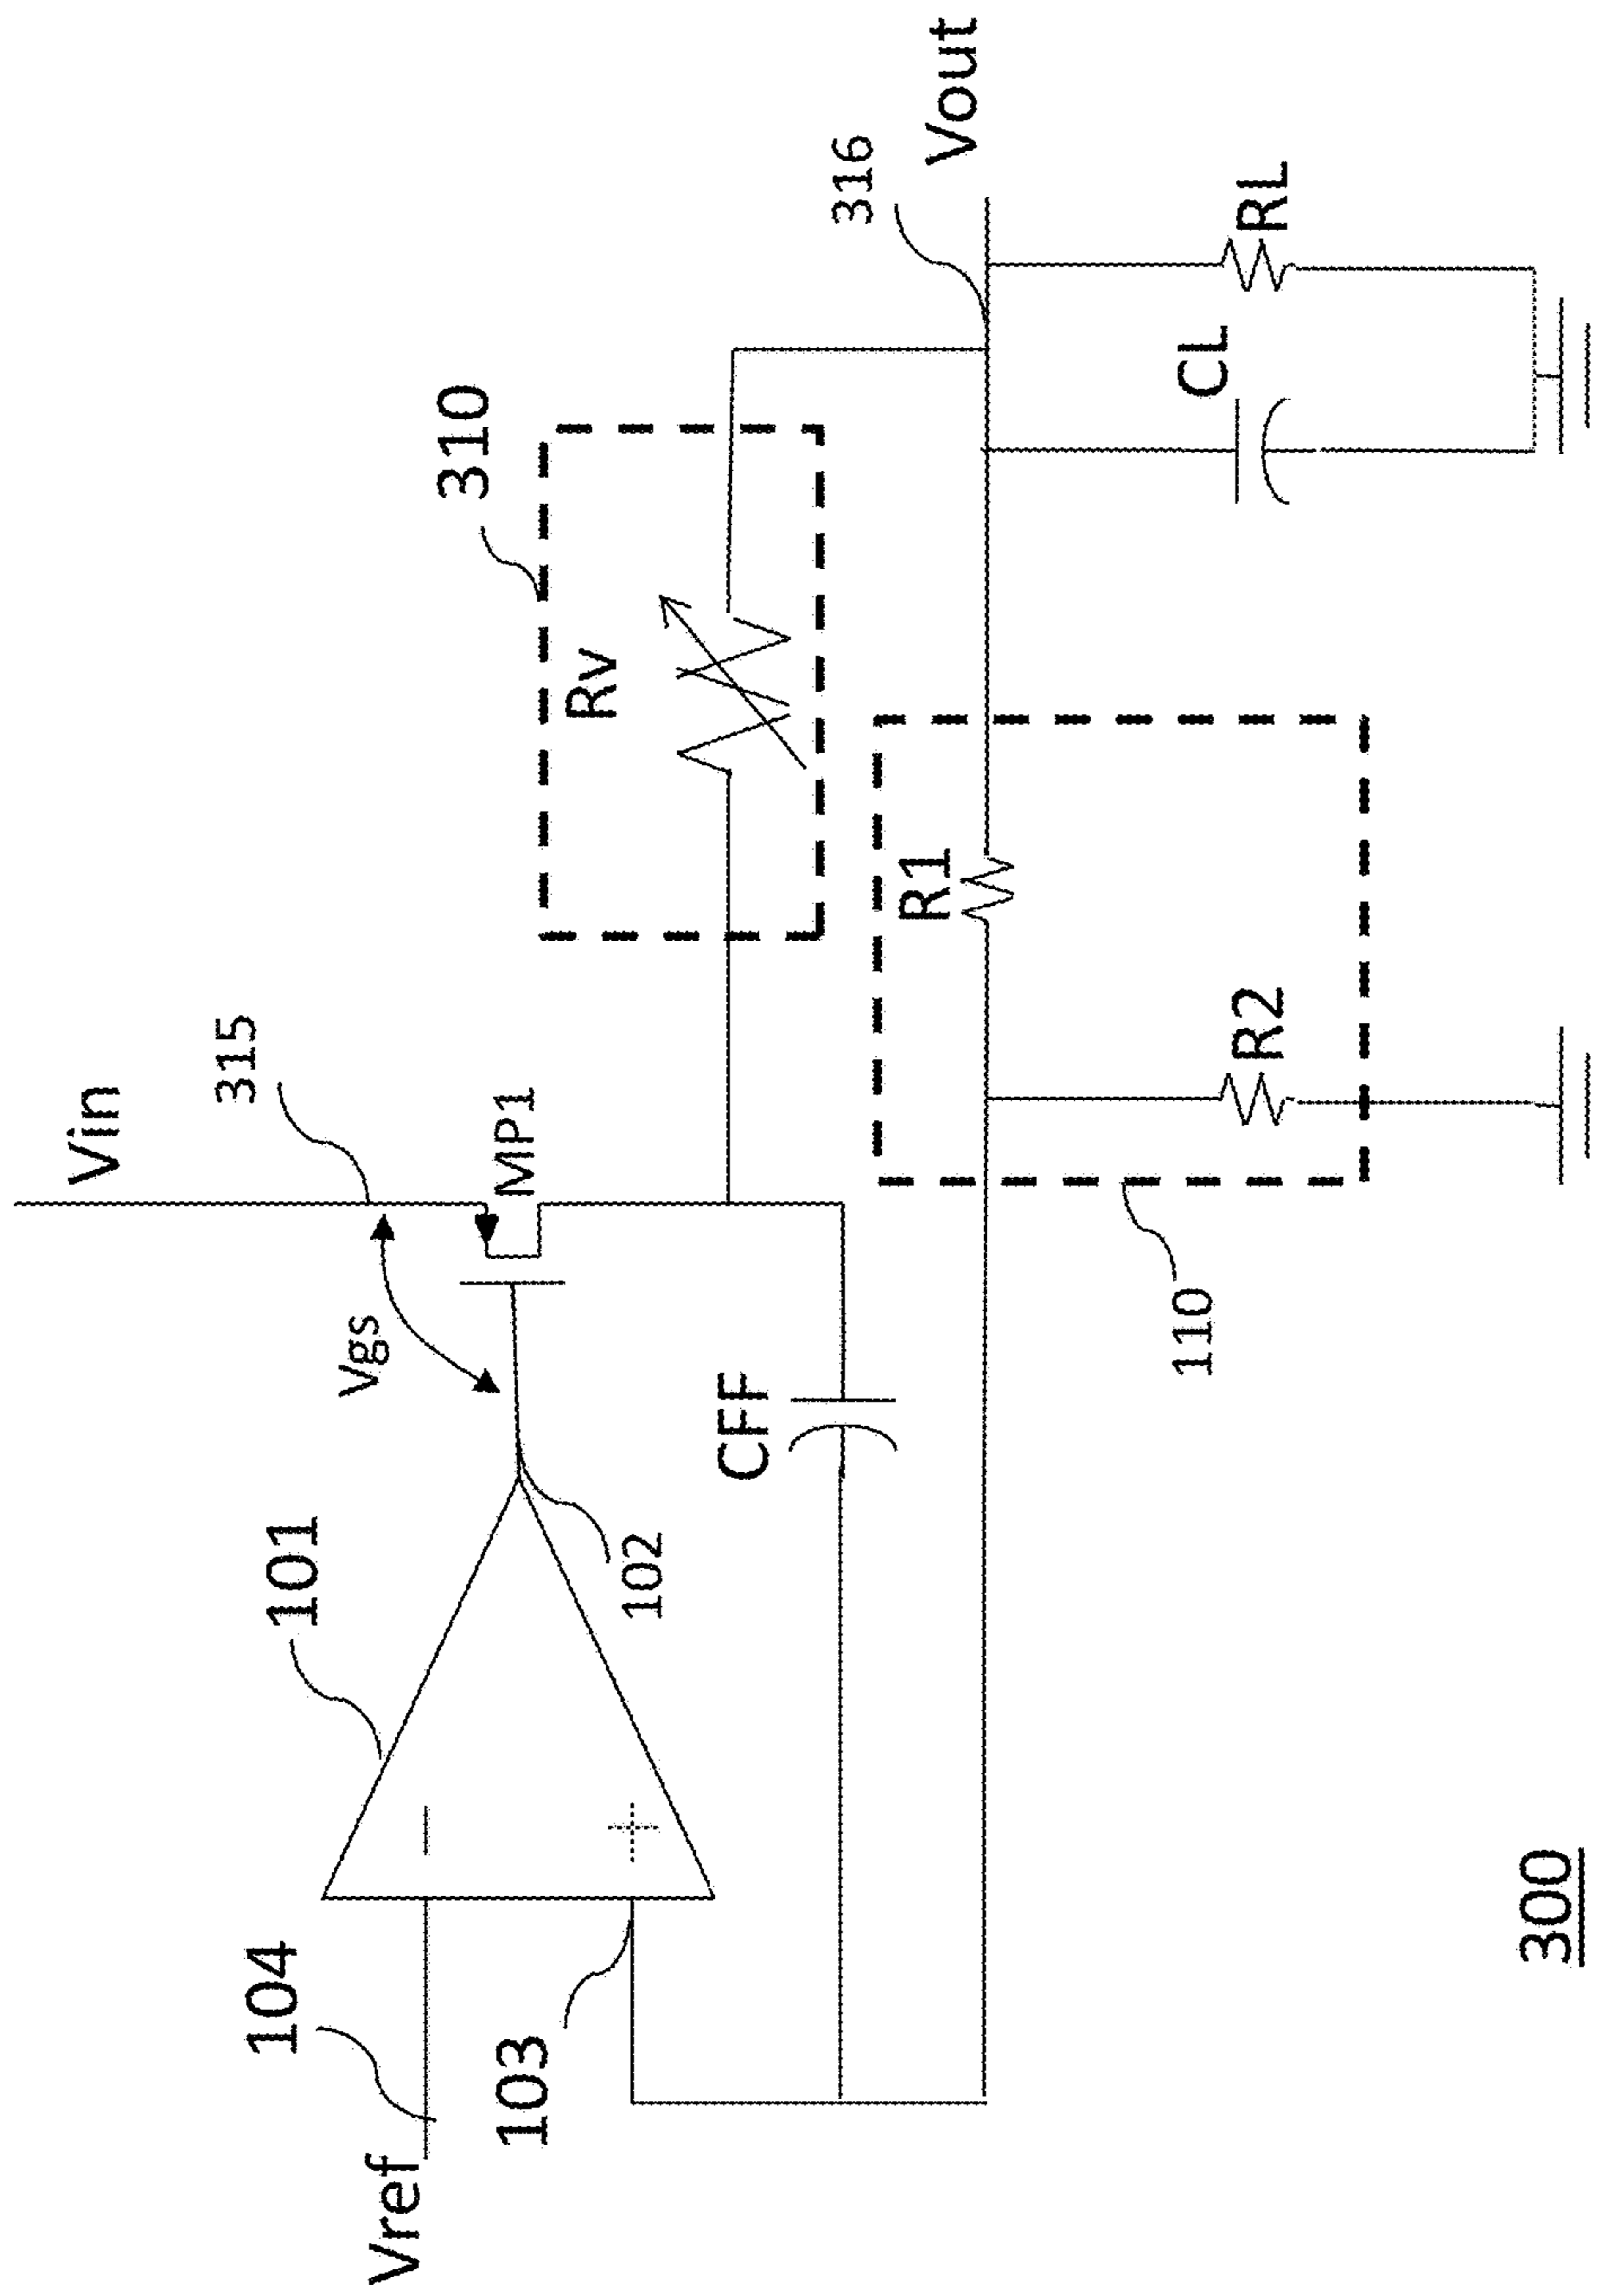 Vin
315
Vgs
MP1
101
104
Vref
102
103
CFF
310
Rv
316
Vout
R1
R2
110
CL
RL
300
+
−